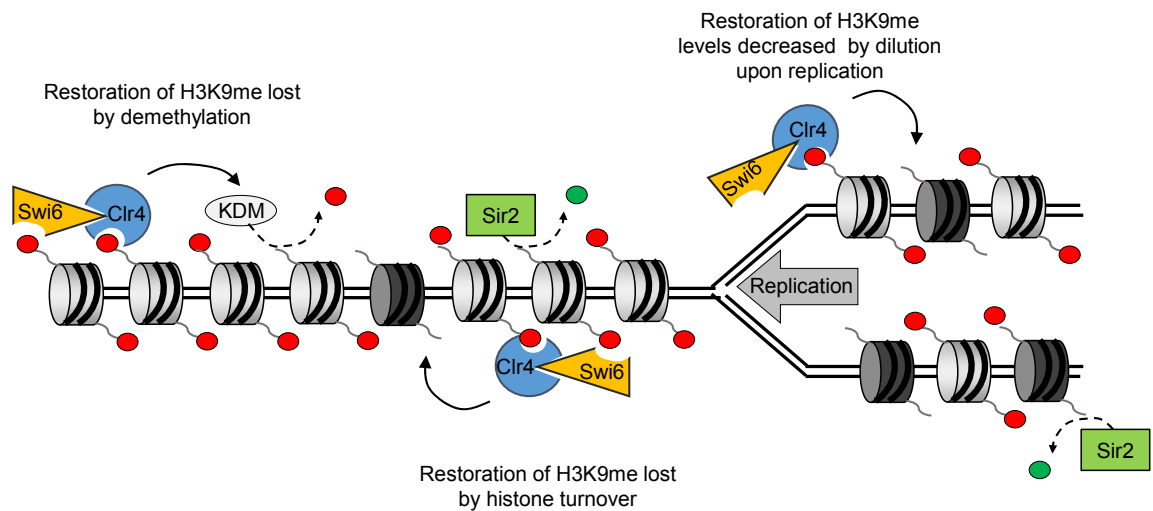 Restoration of H3K9me
levels decreased by dilution
upon replication
Restoration of H3K9me lost
by demethylation
Clr4
Swi6
Swi6
Clr4
KDM
Sir2
Replication
Clr4
Swi6
Sir2
Restoration of H3K9me lost
by histone turnover